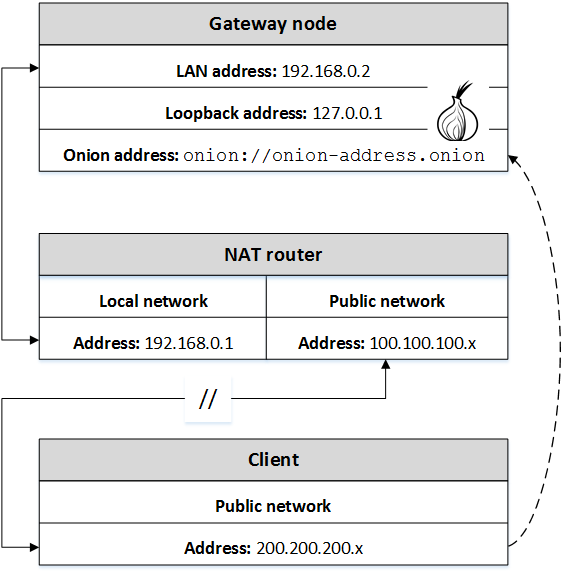 Gateway node
LAN address: 192.168.0.2
Loopback address: 127.0.0.1
Onion address: onion://onion-address.onion
NAT router
Local network
Public network
Address: 192.168.0.1
Address: 100.100.100.x
//
Client
Public network
Address: 200.200.200.x